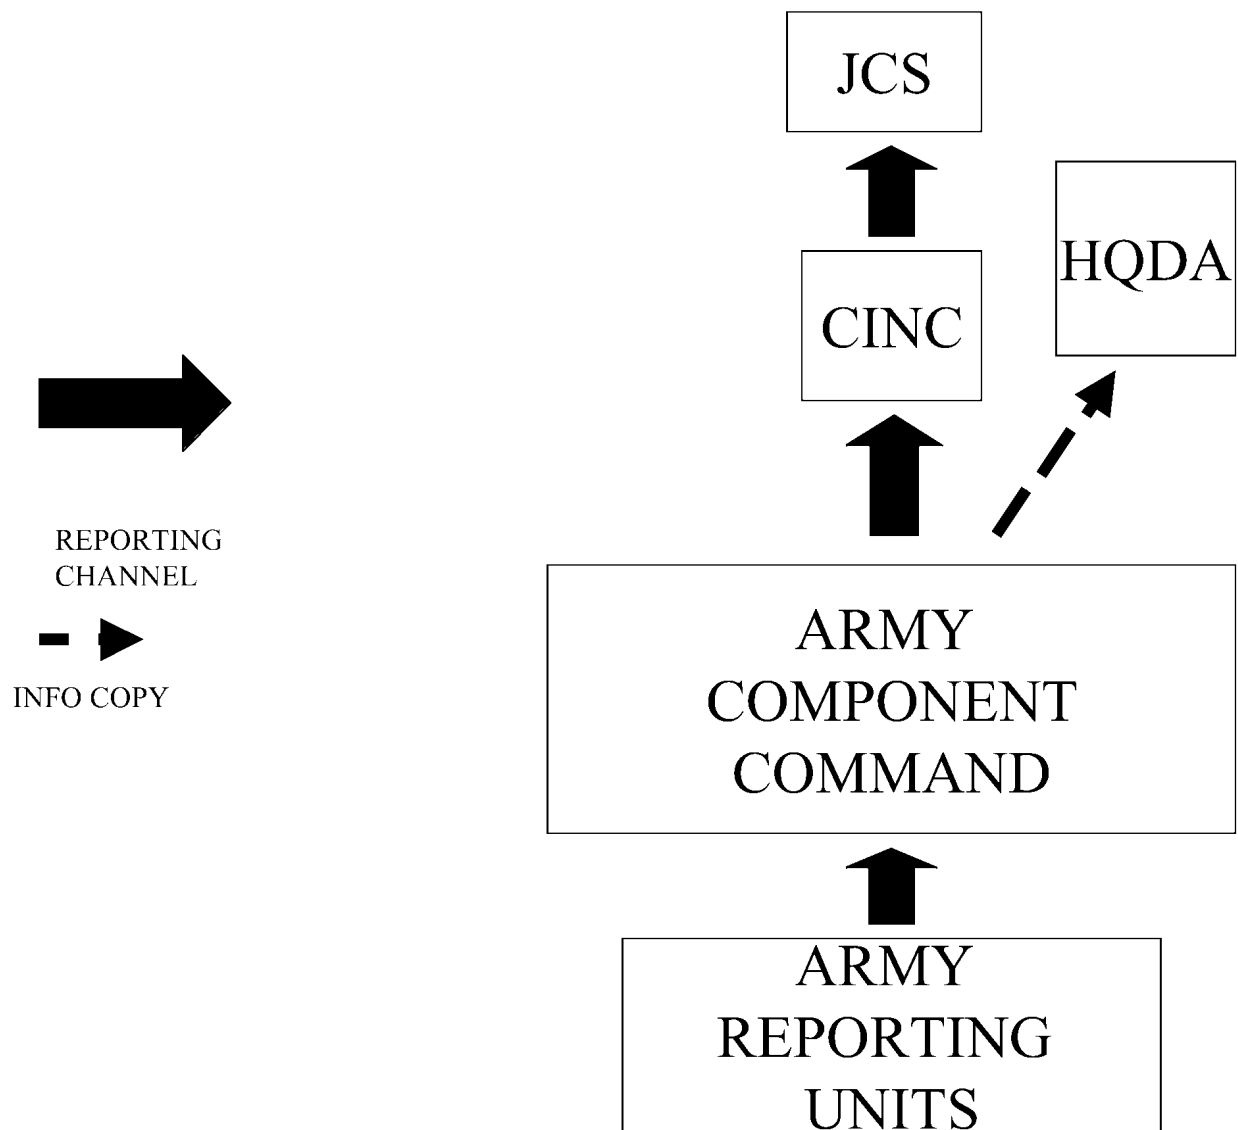 JCS
HQDA
CINC
REPORTING
CHANNEL
INFO COPY
ARMY
COMPONENT
COMMAND
ARMY
REPORTING
UNITS